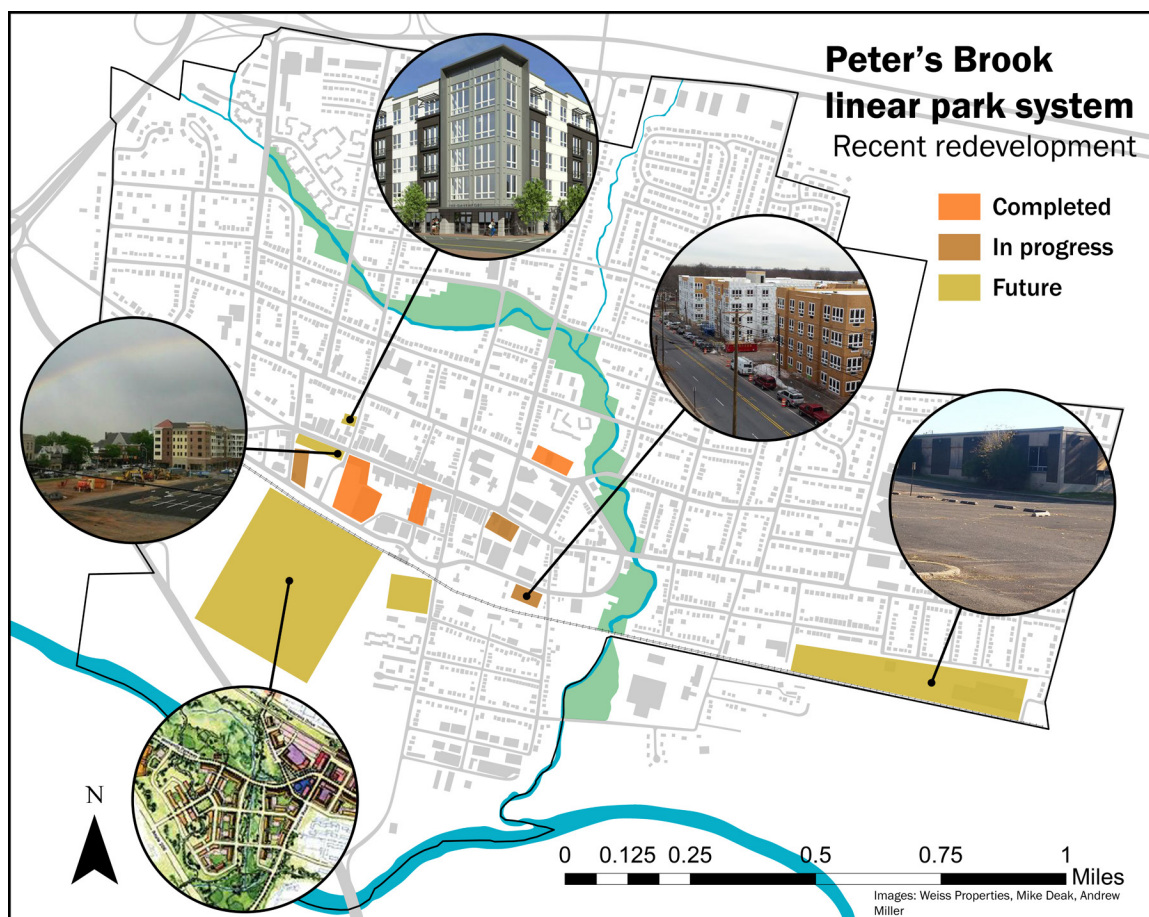 Peter's Brook
linear park system
Recent redevelopment
Completed
In progress
Future
N
0 0.125 0.25 0.5 0.75 1
Miles
Images: Weiss Properties, Mike Deak, Andrew
Miller